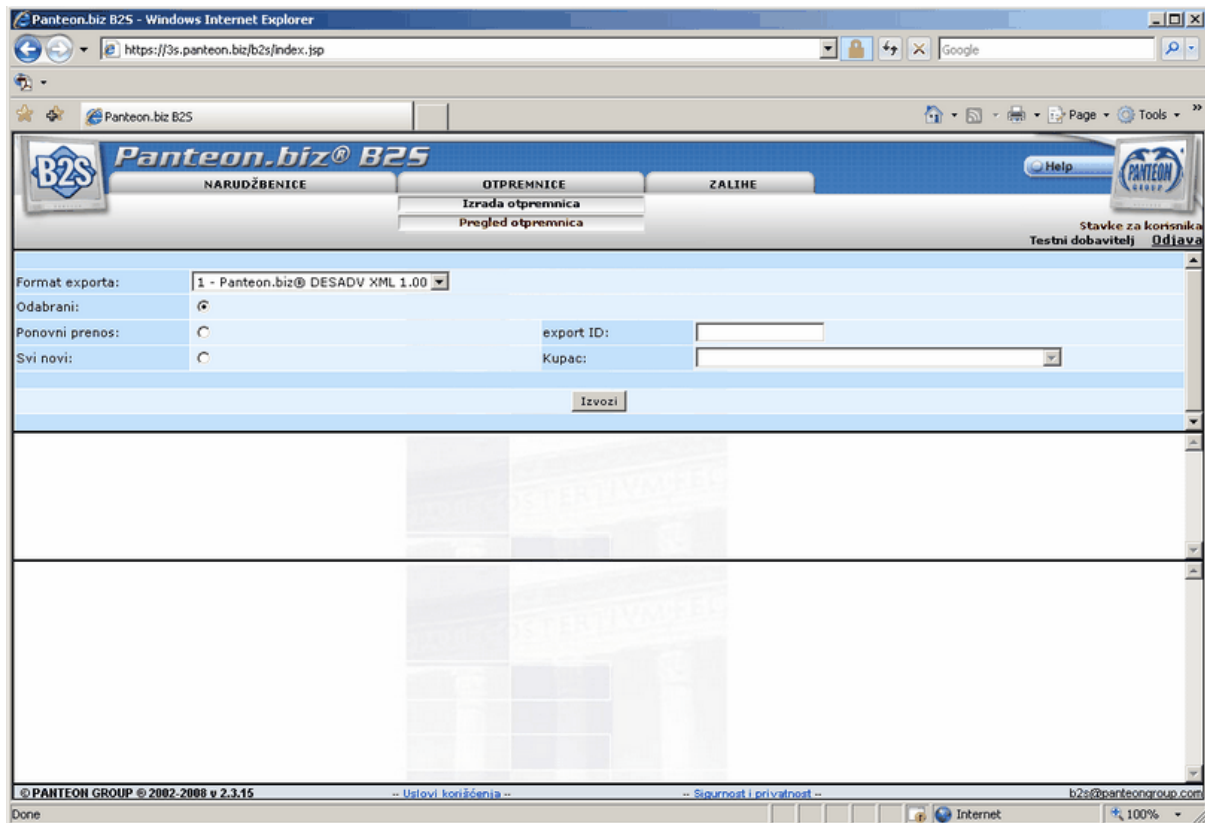 Panteon.biz B2S - Windows Internet Explorer
https://3s.panteon.biz/b2s/index.jsp
Google
Panteon.biz B2S
Page
Tools
B2S
Panteon.biz® B2S
Help
PANTEON
GROUP
NARUDŽBENICE
OTPREMNICE
ZALIHE
Izrada otpremnica
Pregled otpremnica
Stavke za korisnika
Testni dobavitelj Odjava
Format exporta: 1 - Panteon.biz® DESADV XML 1.00
Odabrani:
Ponovni prenos: export ID:
Svi novi: Kupac:
Izvozi
© PANTEON GROUP ® 2002-2008 v 2.3.15 -- Uslovi korišćenja -- -- Sigurnost i privatnost -- b2s@panteongroup.com
Done Internet 100%